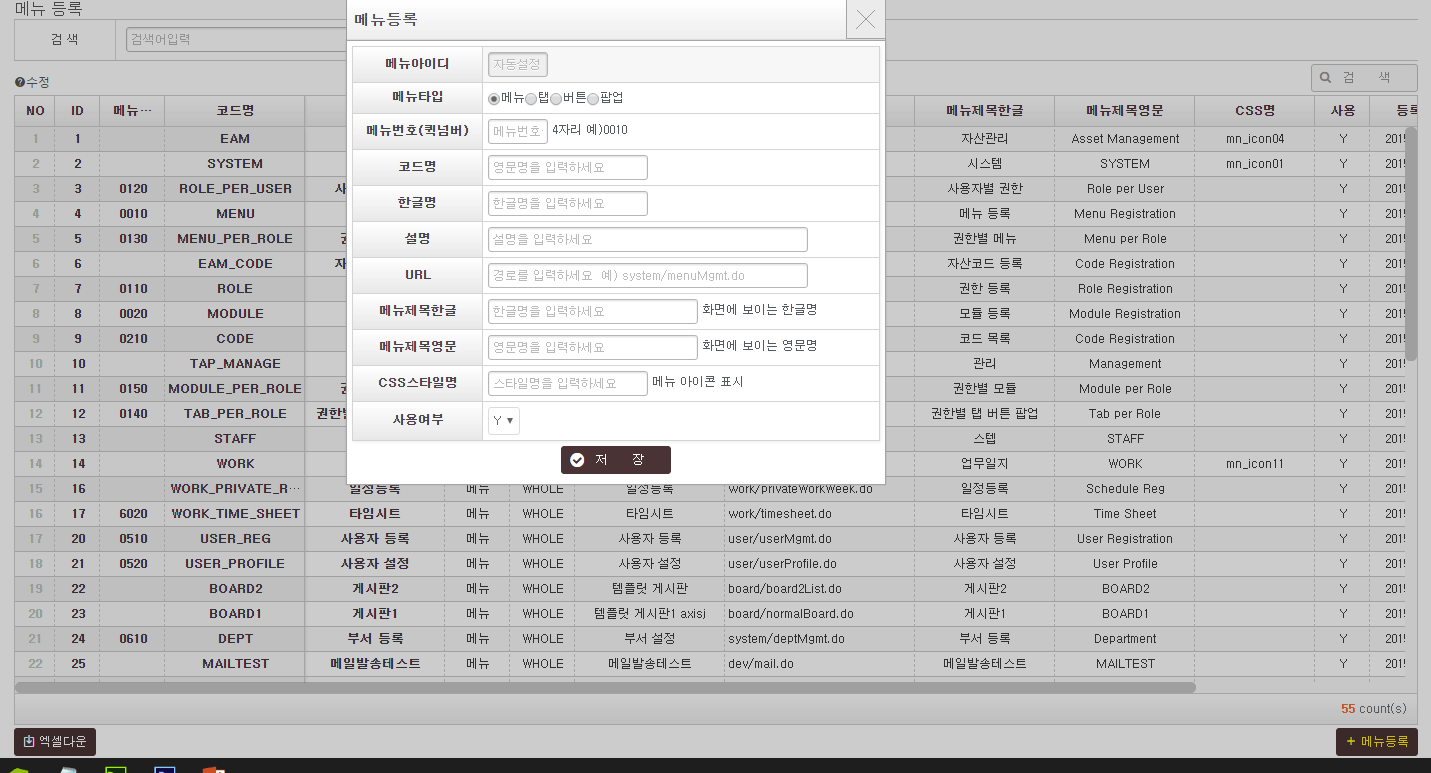 메뉴 등록
검 색 검색어입력
수정
검 색
메뉴등록
메뉴아이디 자동설정
메뉴타입 메뉴 탭 버튼 팝업
메뉴번호(퀵넘버) 메뉴번호 4자리 예)0010
코드명 영문명을 입력하세요
한글명 한글명을 입력하세요
설명 설명을 입력하세요
URL 경로를 입력하세요 예) system/menuMgmt.do
메뉴제목한글 한글명을 입력하세요 화면에 보이는 한글명
메뉴제목영문 영문명을 입력하세요 화면에 보이는 영문명
CSS스타일명 스타일명을 입력하세요 메뉴 아이콘 표시
사용여부 Y ▼
저 장
NO ID 메뉴… 코드명 메뉴제목한글 메뉴제목영문 CSS명 사용 등록
1 1 EAM 자산관리 Asset Management mn_icon04 Y 201
2 2 SYSTEM 시스템 SYSTEM mn_icon01 Y 201
3 3 0120 ROLE_PER_USER 사 사용자별 권한 Role per User Y 201
4 4 0010 MENU 메뉴 등록 Menu Registration Y 201
5 5 0130 MENU_PER_ROLE 권한별 메뉴 Menu per Role Y 201
6 6 EAM_CODE 자 자산코드 등록 Code Registration Y 201
7 7 0110 ROLE 권한 등록 Role Registration Y 201
8 8 0020 MODULE 모듈 등록 Module Registration Y 201
9 9 0210 CODE 코드 목록 Code Registration Y 201
10 10 TAP_MANAGE 관리 Management Y 201
11 11 0150 MODULE_PER_ROLE 권한별 모듈 Module per Role Y 201
12 12 0140 TAB_PER_ROLE 권한별 권한별 탭 버튼 팝업 Tab per Role Y 201
13 13 STAFF 스텝 STAFF Y 201
14 14 WORK 업무일지 WORK mn_icon11 Y 201
15 16 WORK_PRIVATE_R… 일정등록 메뉴 WHOLE 일정등록 work/privateWorkWeek.do 일정등록 Schedule Reg Y 201
16 17 6020 WORK_TIME_SHEET 타임시트 메뉴 WHOLE 타임시트 work/timesheet.do 타임시트 Time Sheet Y 201
17 20 0510 USER_REG 사용자 등록 메뉴 WHOLE 사용자 등록 user/userMgmt.do 사용자 등록 User Registration Y 201
18 21 0520 USER_PROFILE 사용자 설정 메뉴 WHOLE 사용자 설정 user/userProfile.do 사용자 설정 User Profile Y 201
19 22 BOARD2 게시판2 메뉴 WHOLE 템플릿 게시판 board/board2List.do 게시판2 BOARD2 Y 201
20 23 BOARD1 게시판1 메뉴 WHOLE 템플릿 게시판1 axisj board/normalBoard.do 게시판1 BOARD1 Y 201
21 24 0610 DEPT 부서 등록 메뉴 WHOLE 부서 설정 system/deptMgmt.do 부서 등록 Department Y 201
22 25 MAILTEST 메일발송테스트 메뉴 WHOLE 메일발송테스트 dev/mail.do 메일발송테스트 MAILTEST Y 201
55 count(s)
엑셀다운 + 메뉴등록